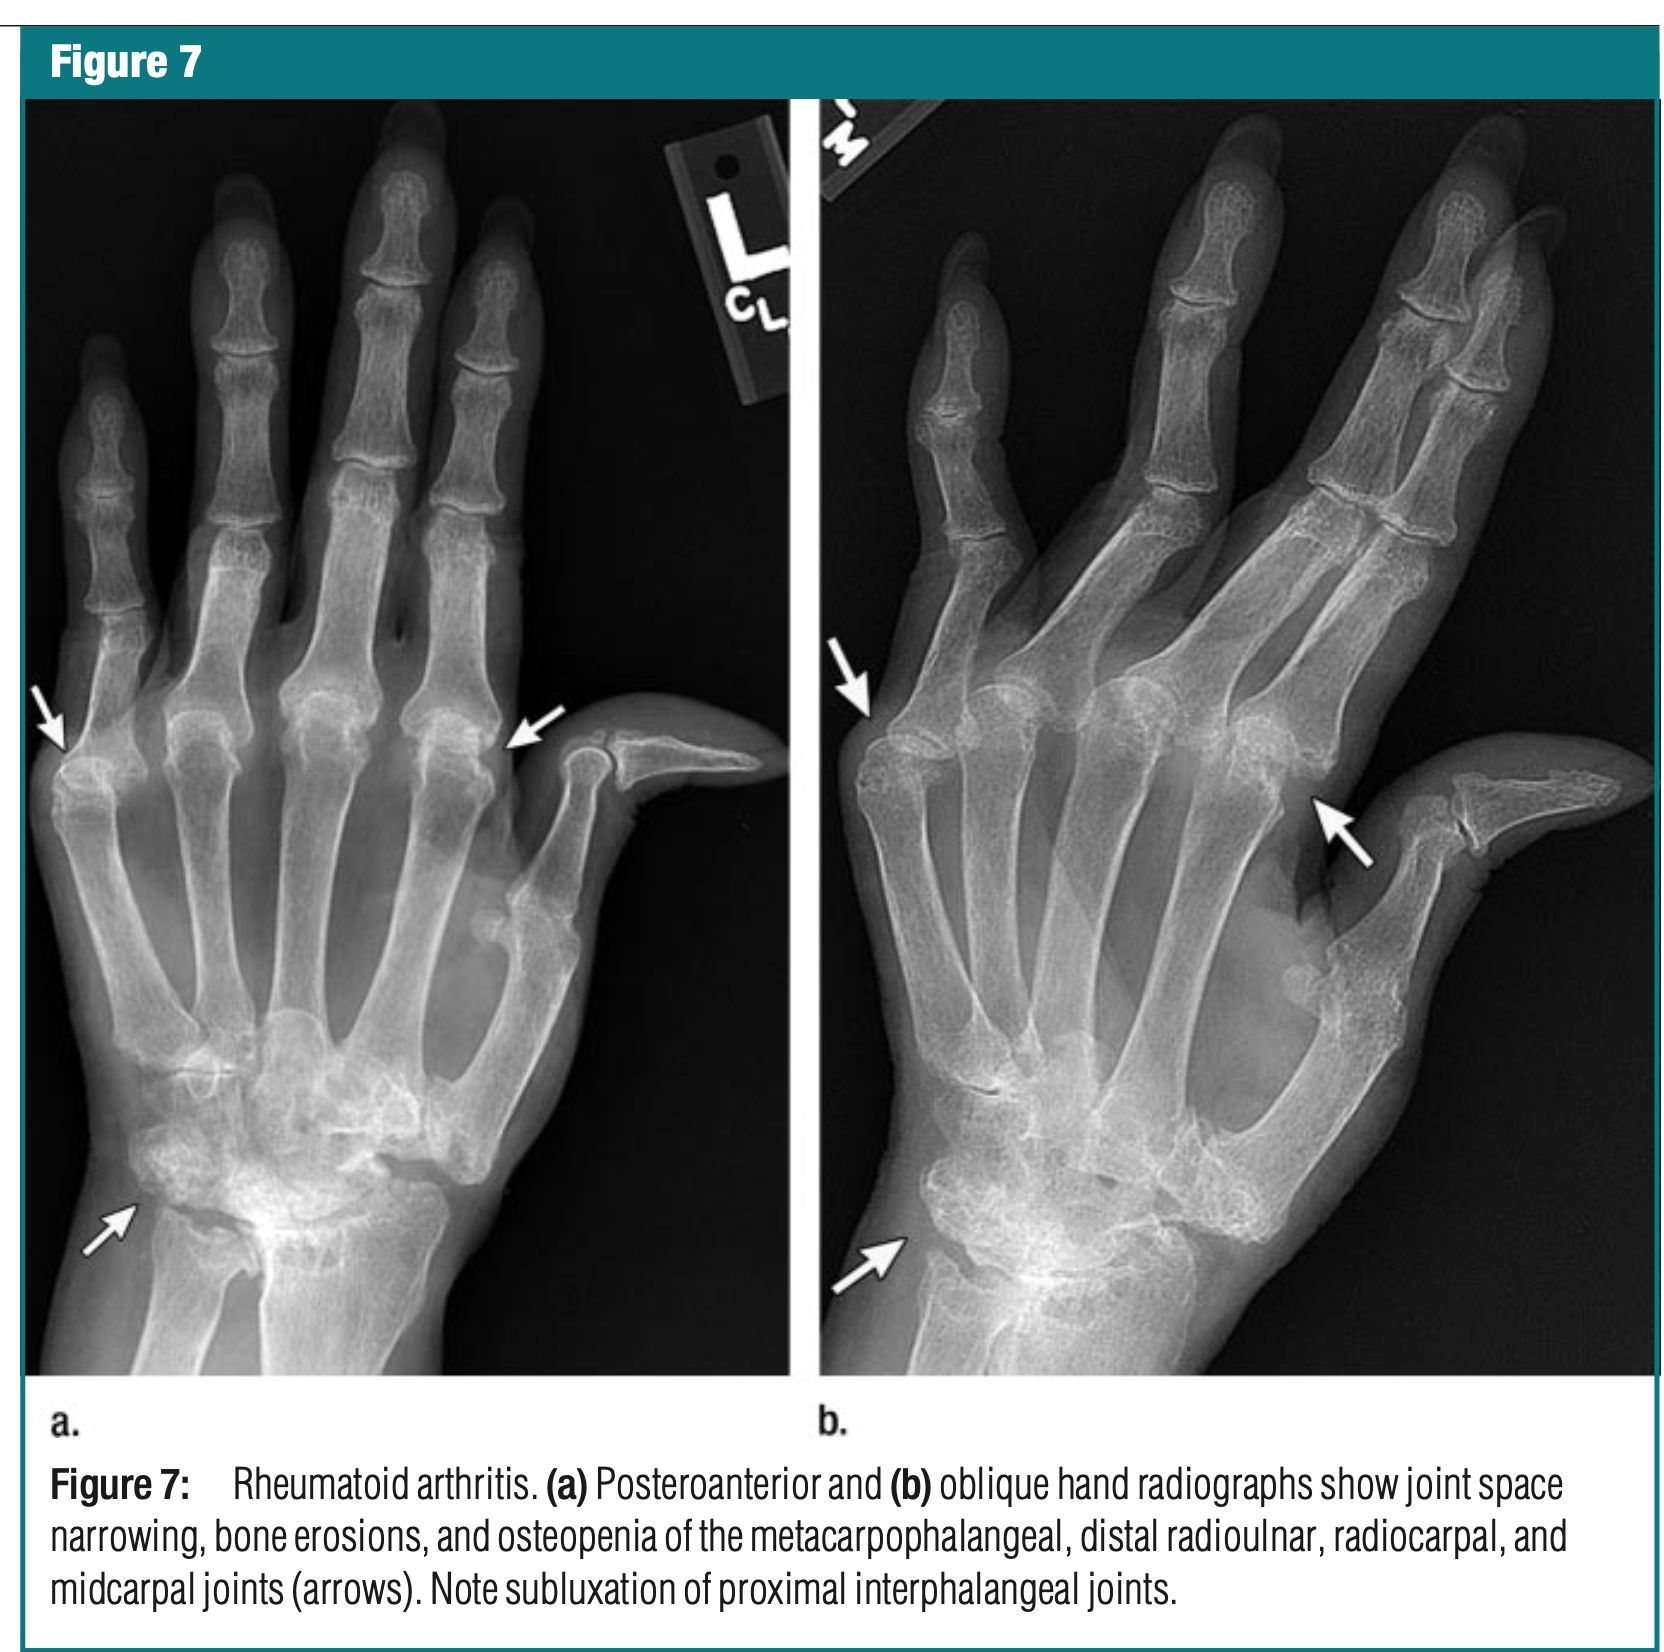 Figure 7
L
CL
M
a.
b.
Figure 7: Rheumatoid arthritis. (a) Posteroanterior and (b) oblique hand radiographs show joint space
narrowing, bone erosions, and osteopenia of the metacarpophalangeal, distal radioulnar, radiocarpal, and
midcarpal joints (arrows). Note subluxation of proximal interphalangeal joints.